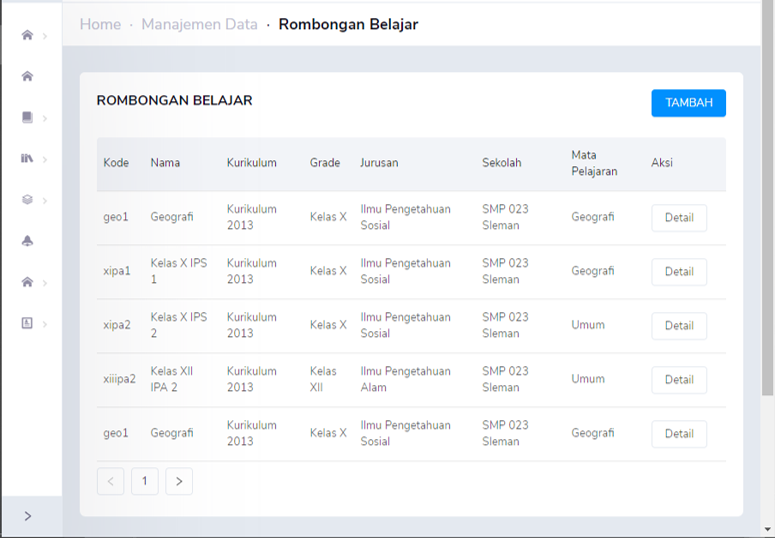 Home · Manajemen Data · Rombongan Belajar
ROMBONGAN BELAJAR
TAMBAH
Kode Nama Kurikulum Grade Jurusan Sekolah Mata Pelajaran Aksi
geo1 Geografi Kurikulum 2013 Kelas X Ilmu Pengetahuan Sosial SMP 023 Sleman Geografi Detail
xipa1 Kelas X IPS 1 Kurikulum 2013 Kelas X Ilmu Pengetahuan Sosial SMP 023 Sleman Geografi Detail
xipa2 Kelas X IPS 2 Kurikulum 2013 Kelas X Ilmu Pengetahuan Sosial SMP 023 Sleman Umum Detail
xiiipa2 Kelas XII IPA 2 Kurikulum 2013 Kelas XII Ilmu Pengetahuan Alam SMP 023 Sleman Umum Detail
geo1 Geografi Kurikulum 2013 Kelas X Ilmu Pengetahuan Sosial SMP 023 Sleman Geografi Detail
< 1 >